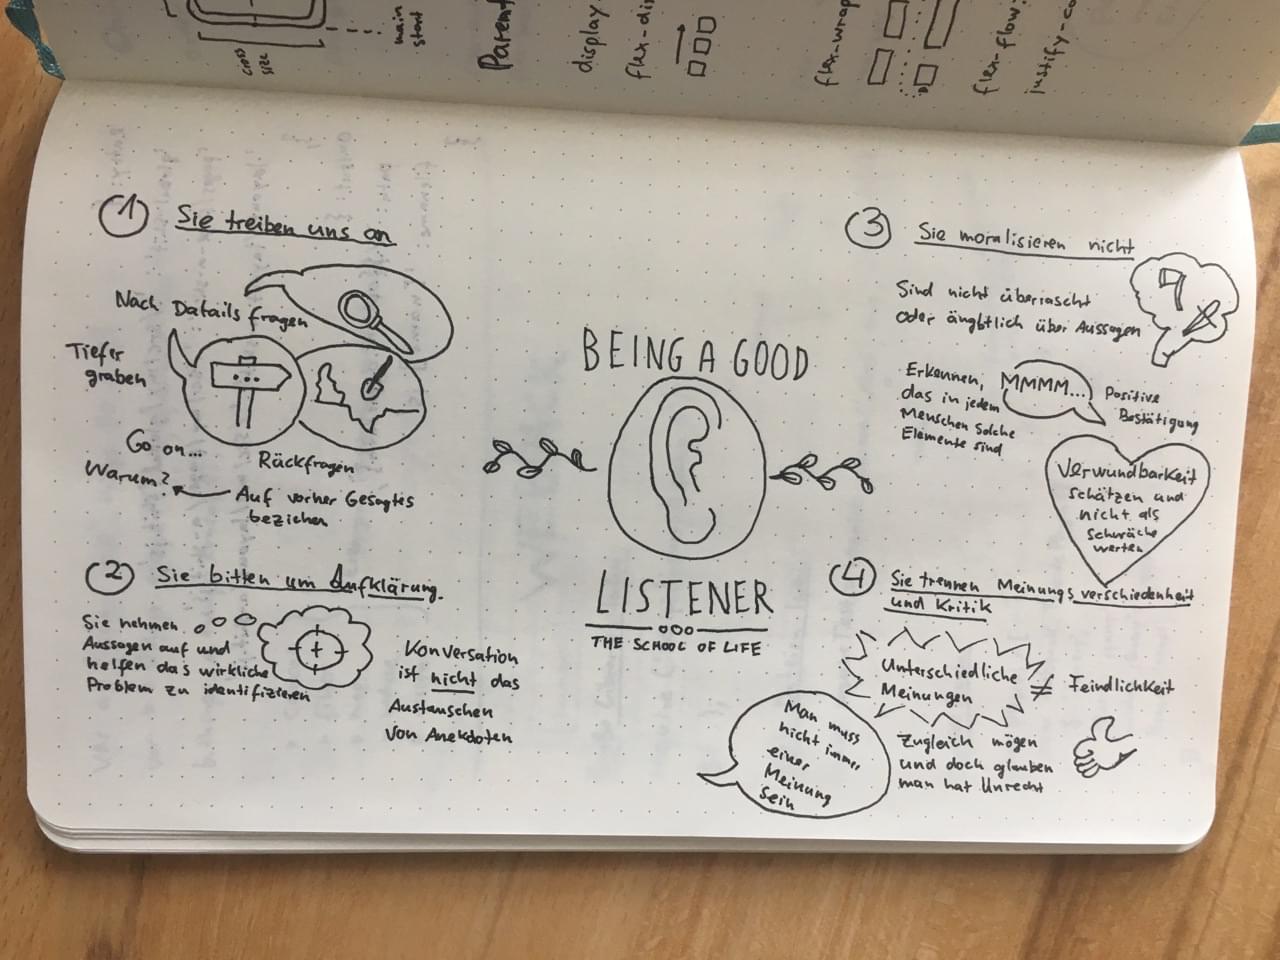 main
start
cross
size
Parent
display
flex-di
flex-wrap
flex-flow:
justify-co
1 Sie treiben uns an
Nach Datails fragen
Tiefer
graben
Go on...
Warum?
Rückfragen
Auf vorher Gesagtes
beziehen
2 Sie bitten um Aufklärung.
Sie nehmen
Aussagen auf und
helfen das wirkliche
Problem zu identifizieren
Konversation
ist nicht das
Austauschen
von Anekdoten
BEING A GOOD
LISTENER
THE SCHOOL OF LIFE
3 Sie moralisieren nicht
Sind nicht überrascht
oder ängbtlich über Aussagen
Erkennen,
das in jedem
Menschen solche
Elemente sind
MMMM...
Positive
Bestätigung
Verwundbarkeit
schätzen und
nicht als
Schwäche
werten
4 Sie trennen Meinungsverschiedenheit
und Kritik
Unterschiedliche
Meinungen
≠ Feindlichkeit
Man muss
nicht immer
einer
Meinung
sein
Zugleich mögen
und doch glauben
man hat Unrecht